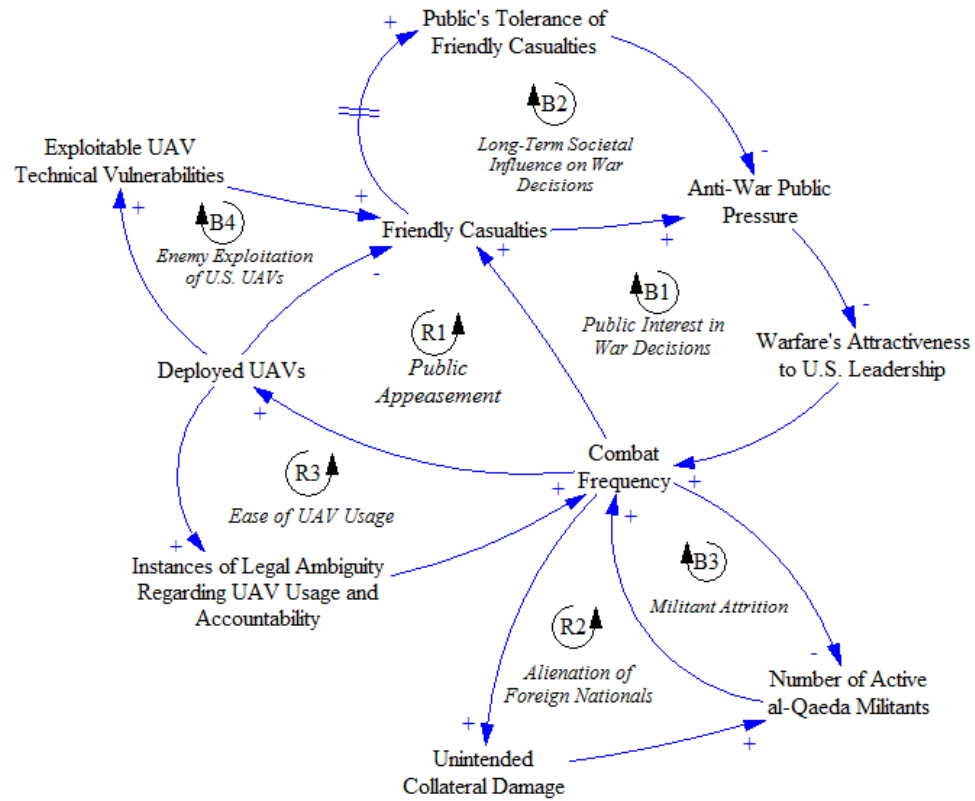 +
Public's Tolerance of
Friendly Casualties
B2
Long-Term Societal
Influence on War
Decisions
-
Exploitable UAV
Technical Vulnerabilities
+
+
B4
Enemy Exploitation
of U.S. UAVs
Friendly Casualties
+
-
+
Anti-War Public
Pressure
B1
Public Interest in
War Decisions
-
R1
Public
Appeasement
Warfare's Attractiveness
to U.S. Leadership
Deployed UAVs
+
Combat
Frequency
+
+
+
R3
Ease of UAV Usage
+
Instances of Legal Ambiguity
Regarding UAV Usage and
Accountability
B3
Militant Attrition
R2
Alienation of
Foreign Nationals
-
Number of Active
al-Qaeda Militants
+
+
Unintended
Collateral Damage